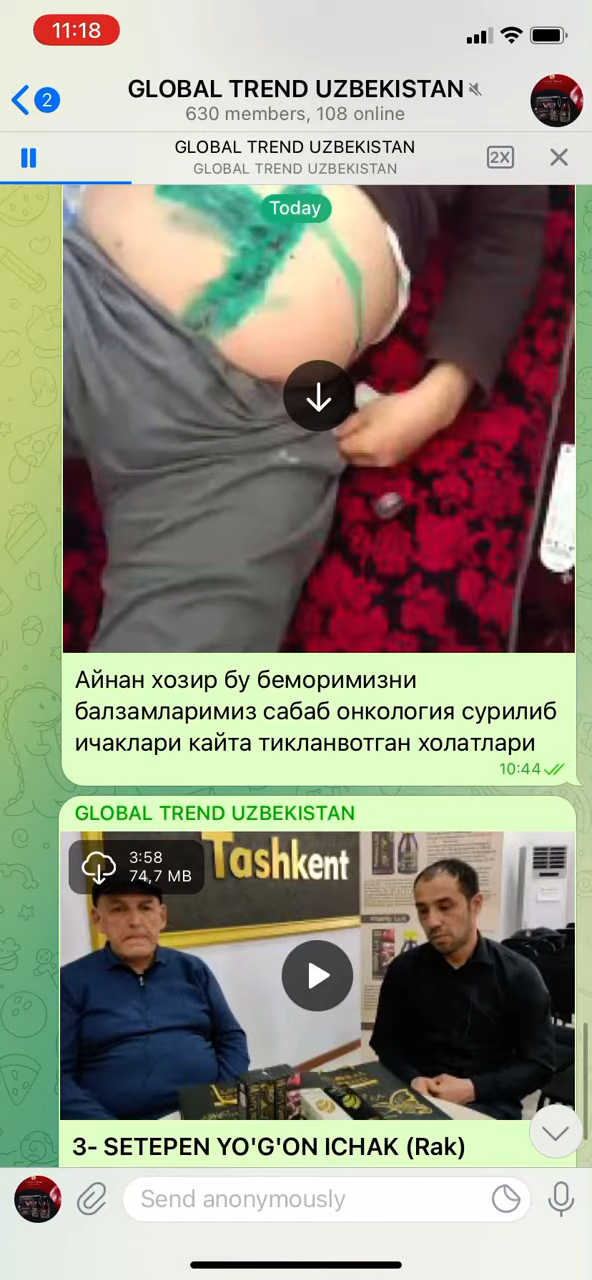 11:18
2
GLOBAL TREND UZBEKISTAN
630 members, 108 online
GLOBAL TREND UZBEKISTAN
GLOBAL TREND UZBEKISTAN
2X
Today
Айнан хозир бу беморимизни
балзамларимиз сабаб онкология сурилиб
ичаклари кайта тикланвотган холатлари
10:44
GLOBAL TREND UZBEKISTAN
3:58
74,7 MB
Tashkent
3- SETEPEN YO'G'ON ICHAK (Rak)
Send anonymously